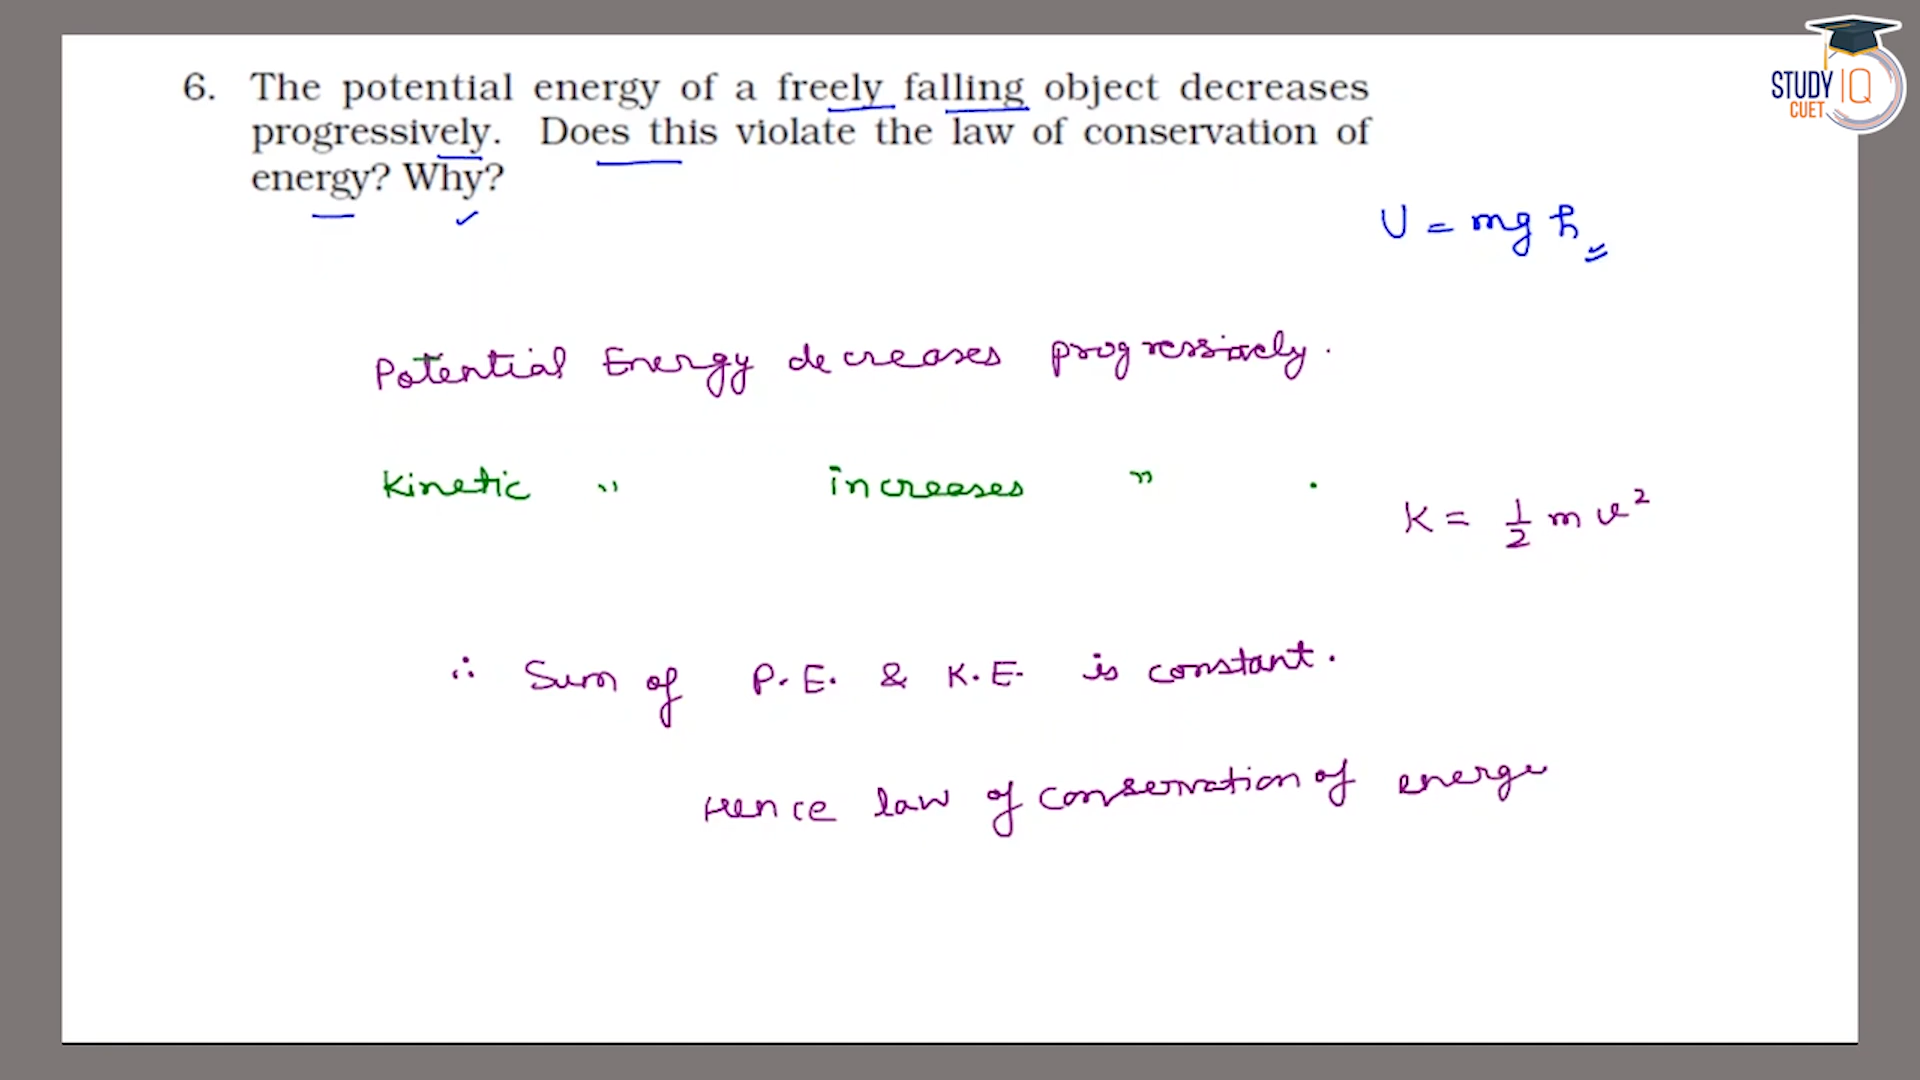 STUDY IQ
CUET
6. The potential energy of a freely falling object decreases
progressively. Does this violate the law of conservation of
energy? Why?
U = mgh
Potential Energy decreases progressively.
Kinetic " increases " .
K = 1/2 m v²
∴ Sum of P.E. & K.E. is constant.
Hence law of conservation of energy